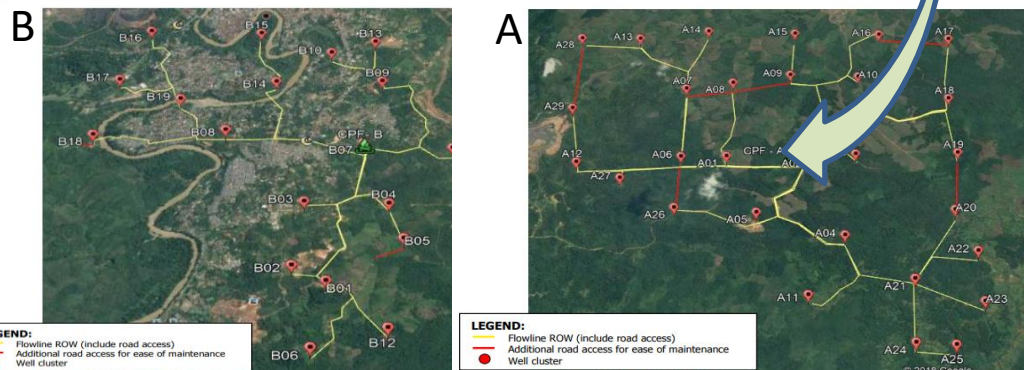 B
B16
B15
B10
B13
B17
B14
B09
B19
B08
B18
CPF - B
B07
B03
B04
B05
B02
B01
B12
B06
GEND:
Flowline ROW (include road access)
Additional road access for ease of maintenance
Well cluster
A
A28
A13
A14
A15
A16
A17
A07
A08
A09
A10
A18
A29
A12
A27
A06
A01
CPF - A
A19
A26
A05
A04
A20
A22
A11
A21
A23
A24
A25
LEGEND:
Flowline ROW (include road access)
Additional road access for ease of maintenance
Well cluster